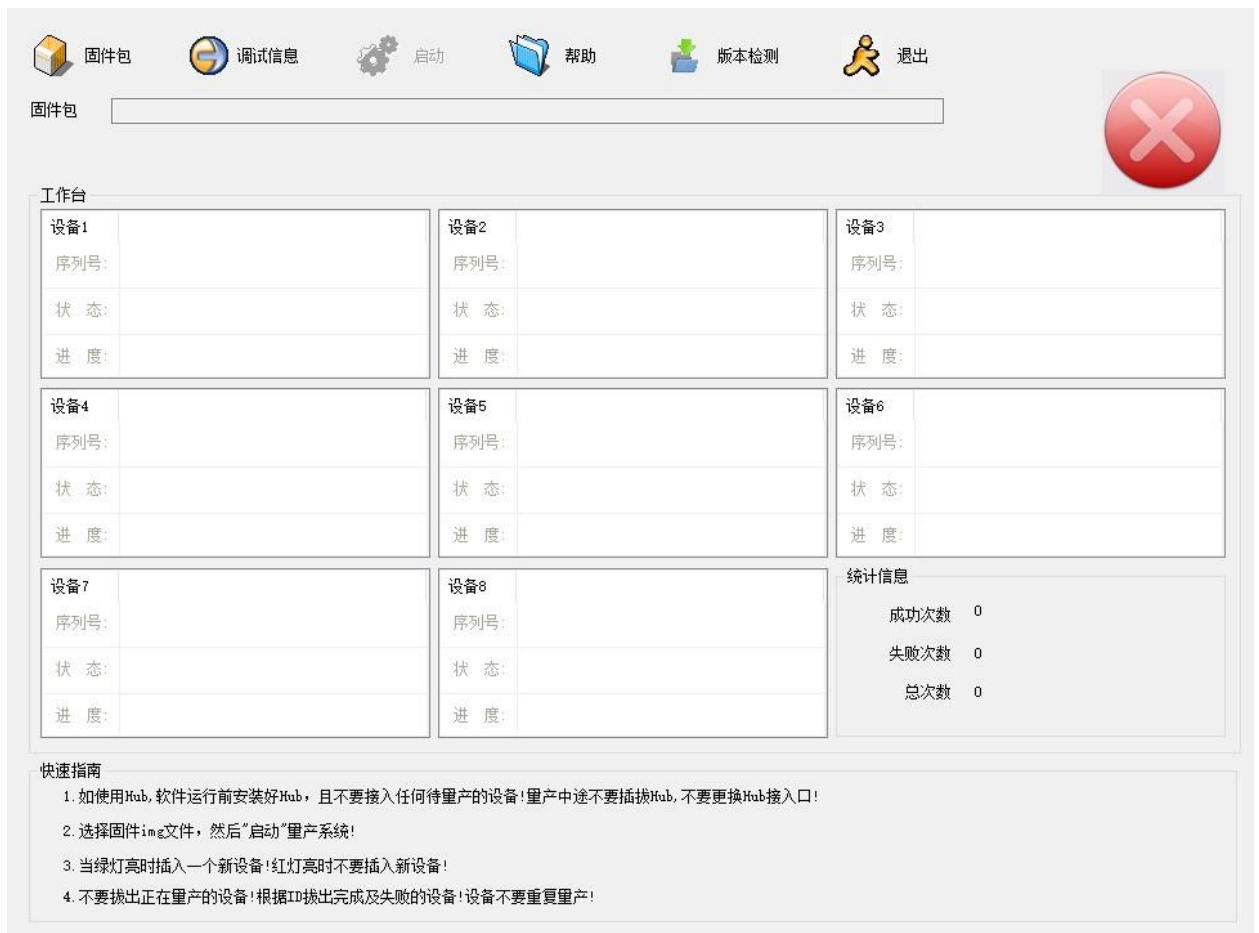 固件包 调试信息 启动 帮助 版本检测 退出
固件包
工作台
设备1 设备2 设备3
序列号: 序列号: 序列号:
状 态: 状 态: 状 态:
进 度: 进 度: 进 度:
设备4 设备5 设备6
序列号: 序列号: 序列号:
状 态: 状 态: 状 态:
进 度: 进 度: 进 度:
设备7 设备8 统计信息
序列号: 序列号: 成功次数 0
状 态: 状 态: 失败次数 0
进 度: 进 度: 总次数 0
快速指南
1.如使用Hub,软件运行前安装好Hub，且不要接入任何待量产的设备!量产中途不要插拔Hub,不要更换Hub接入口!
2.选择固件img文件，然后"启动"量产系统!
3.当绿灯亮时插入一个新设备!红灯亮时不要插入新设备!
4.不要拔出正在量产的设备!根据ID拔出完成及失败的设备!设备不要重复量产!